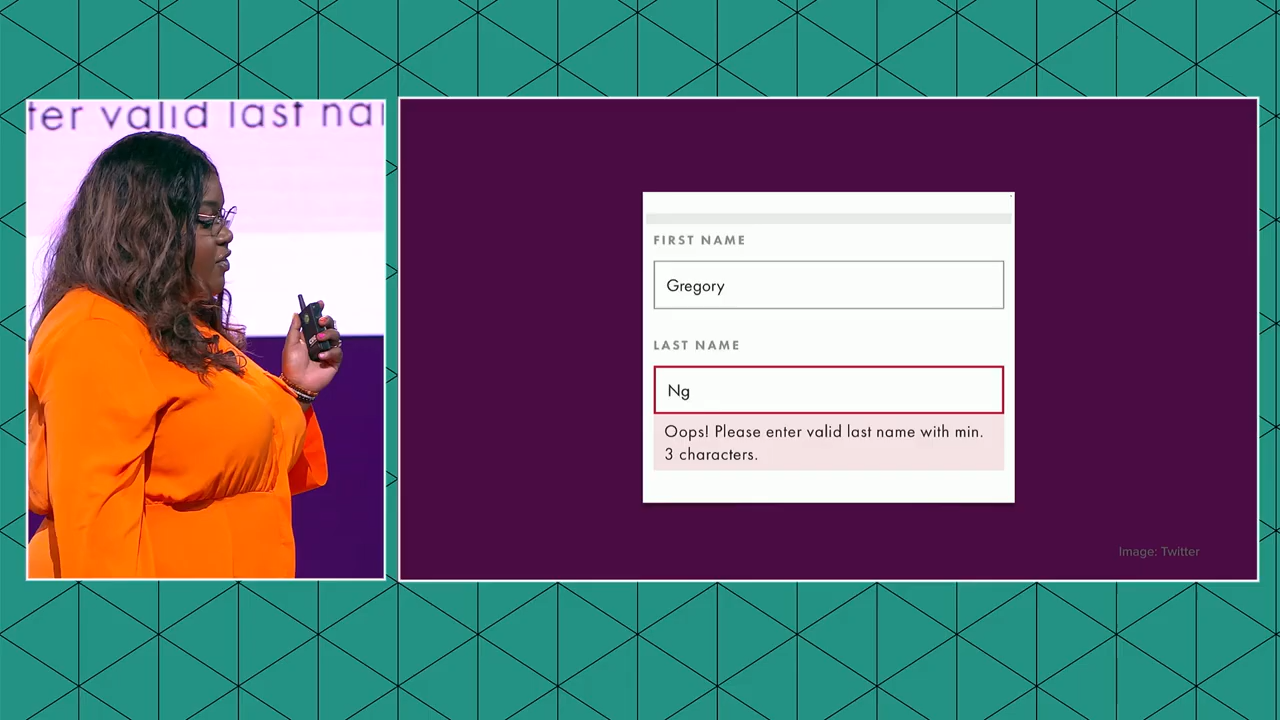 ter valid last na
FIRST NAME
Gregory
LAST NAME
Ng
Oops! Please enter valid last name with min.
3 characters.
Image: Twitter